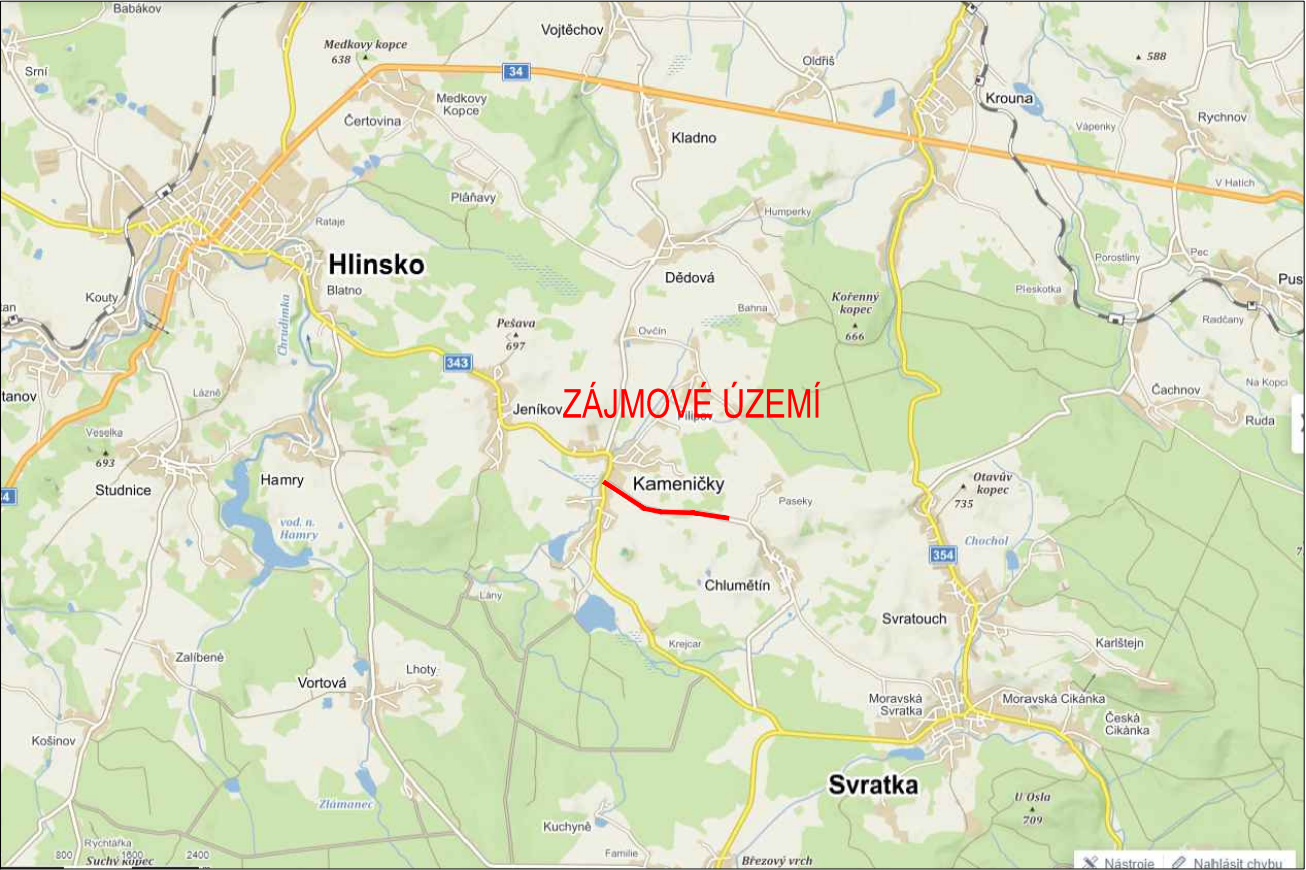 Babákov
Vojtěchov
Medkovy kopce
638
Srní
34
Oldřiš
588
Medkovy
Kopce
Čertovina
Krouna
Rychnov
Vápenky
Kladno
Pláňavy
V Hatích
Rataje
Humperky
Hlinsko
Blatno
Dědová
Porostliny
Pec
Pus
Kouty
Chrudimka
Kořenný
kopec
666
Pleskotka
Bahna
Radčany
Pešava
697
Ovčín
343
Lázně
tanov
Jeníkov
ZÁJMOVÉ ÚZEMÍ
Čachnov
Na Kopci
Ruda
Veselka
693
Studnice
Hamry
Kameničky
Otavův
kopec
735
Paseky
vod. n.
Hamry
354
Chochol
Chlumětín
Lány
Svratouch
Krejcar
Karlštejn
Zalíbené
Lhoty
Vortová
Moravská
Svratka
Moravská Cikánka
Česká
Cikánka
Košinov
Svratka
Zlámanec
U Osla
709
Kuchyně
Rychtářka
Familie
Březový vrch
800 1600 2400
Suchý kopec
Nástroje
Nahlásit chybu